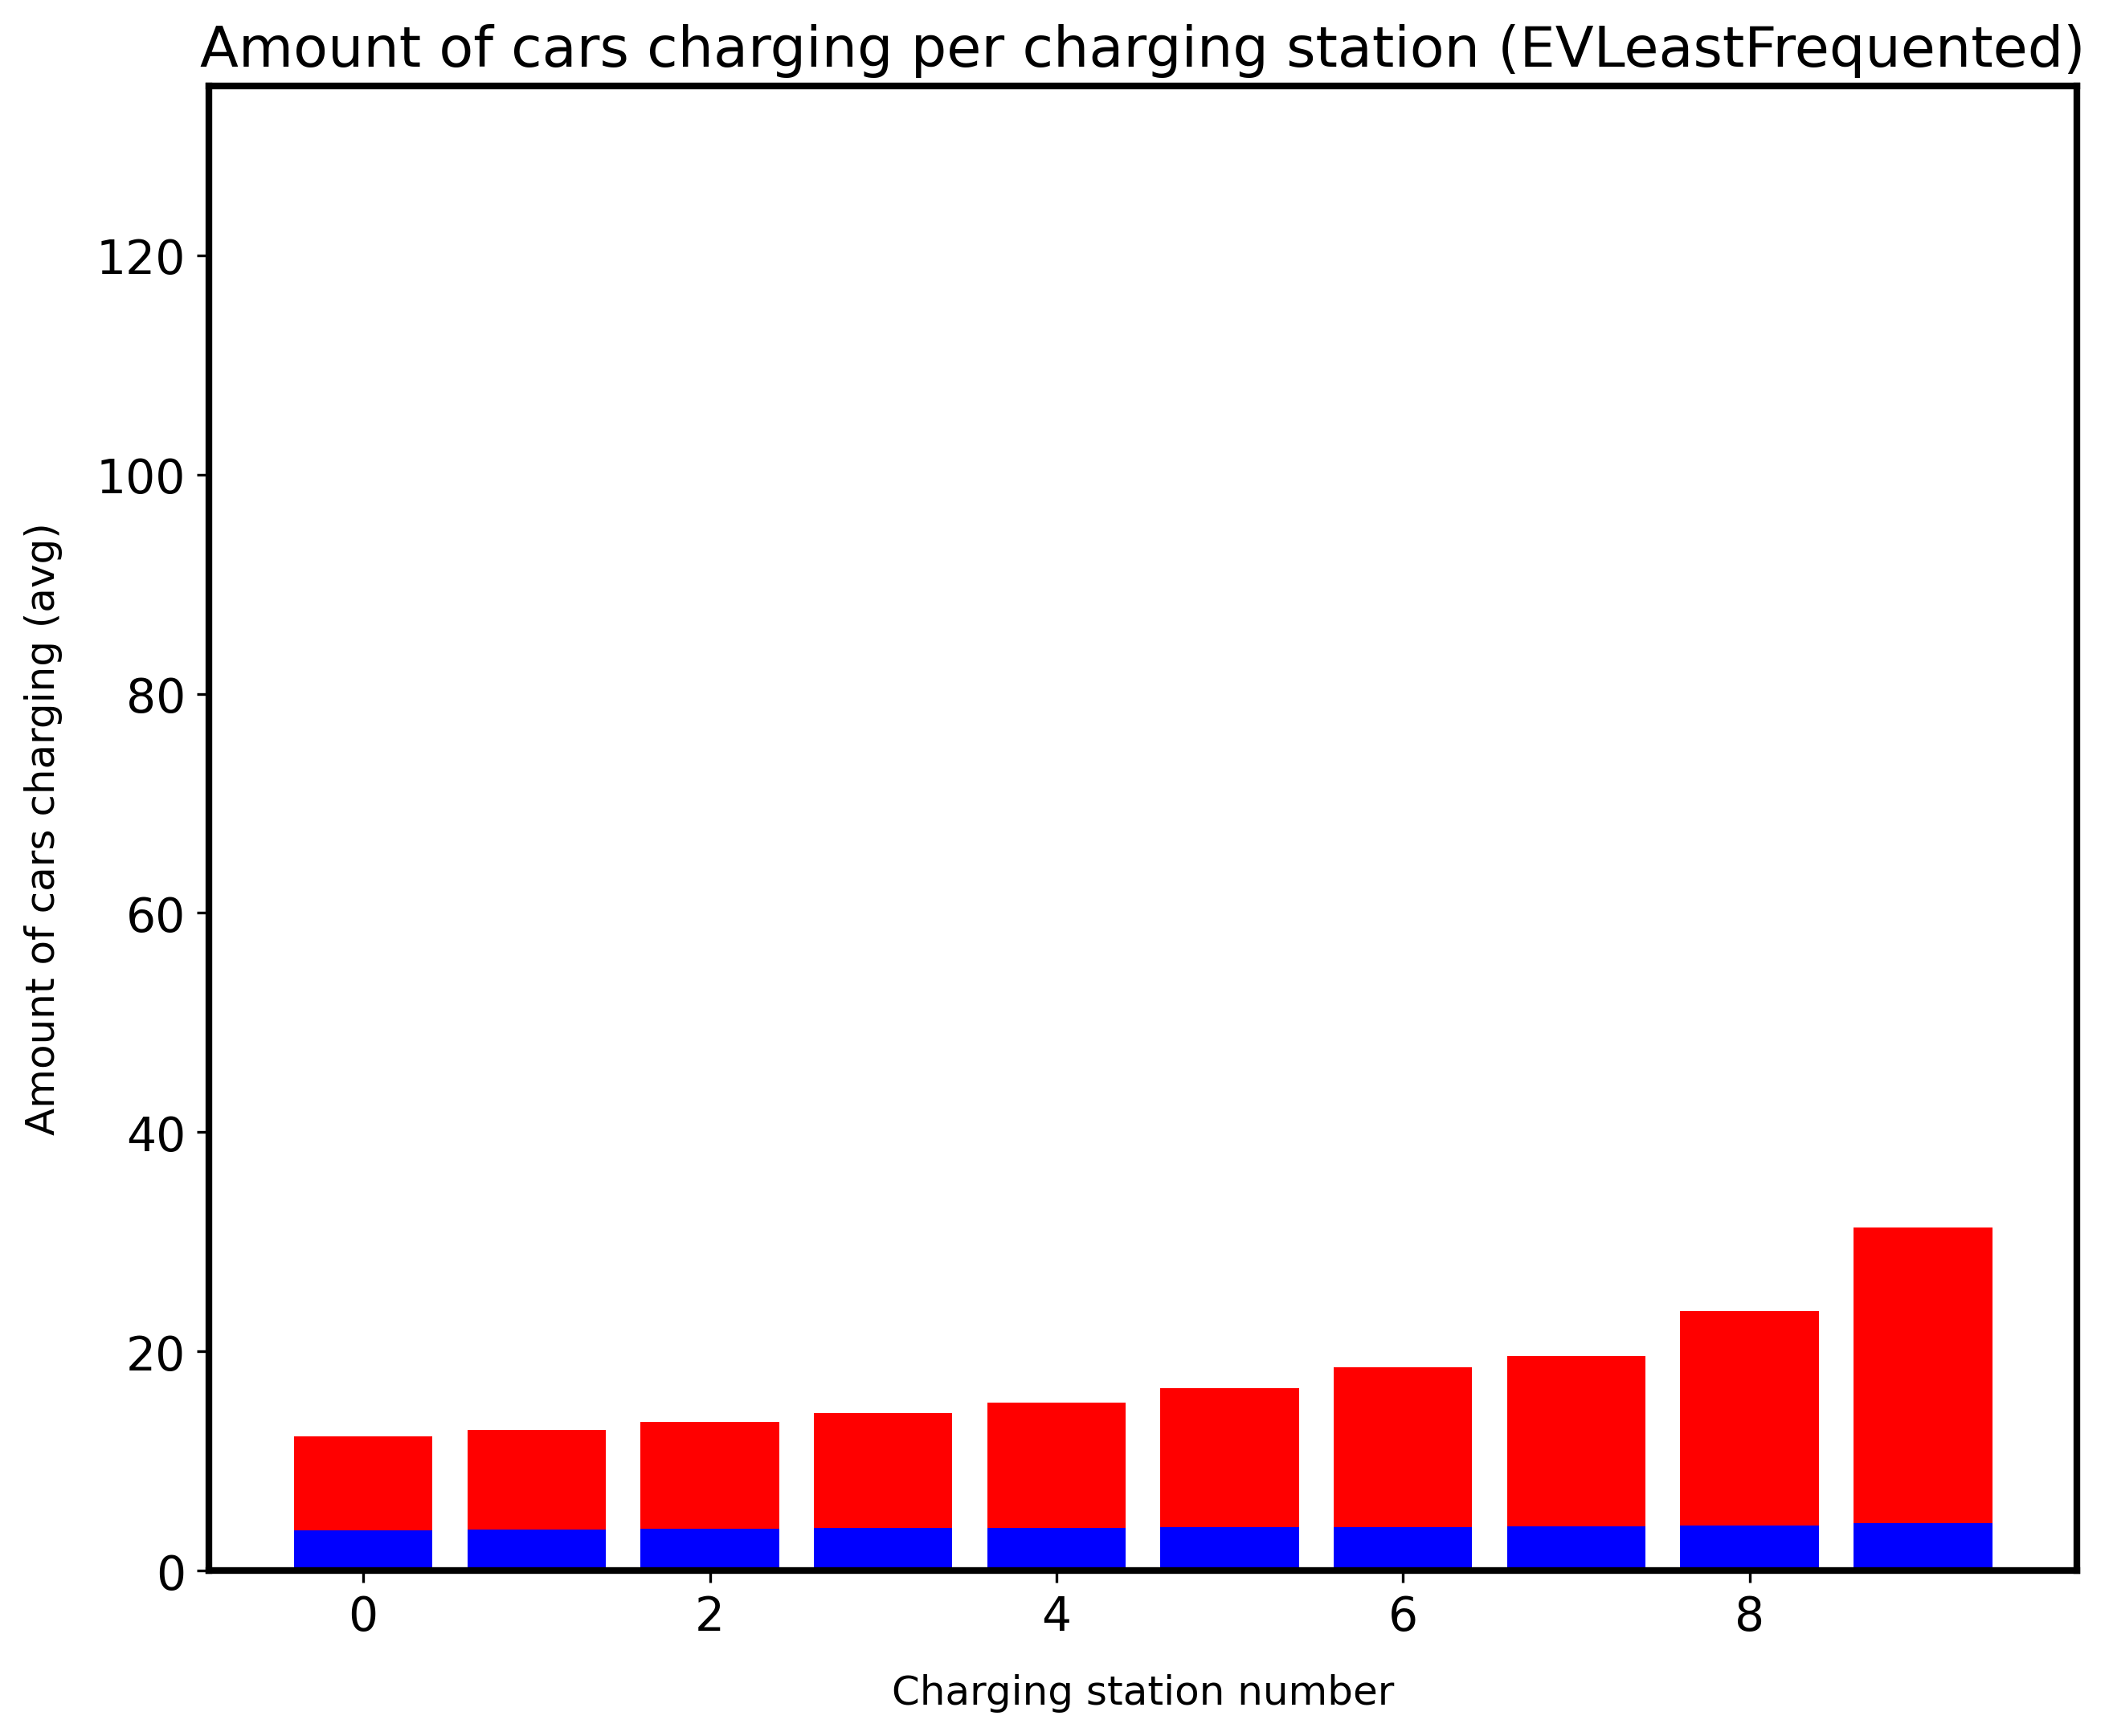 Amount of cars charging per charging station (EVLeastFrequented)
120
100
80
60
40
20
0
Amount of cars charging (avg)
0 2 4 6 8
Charging station number